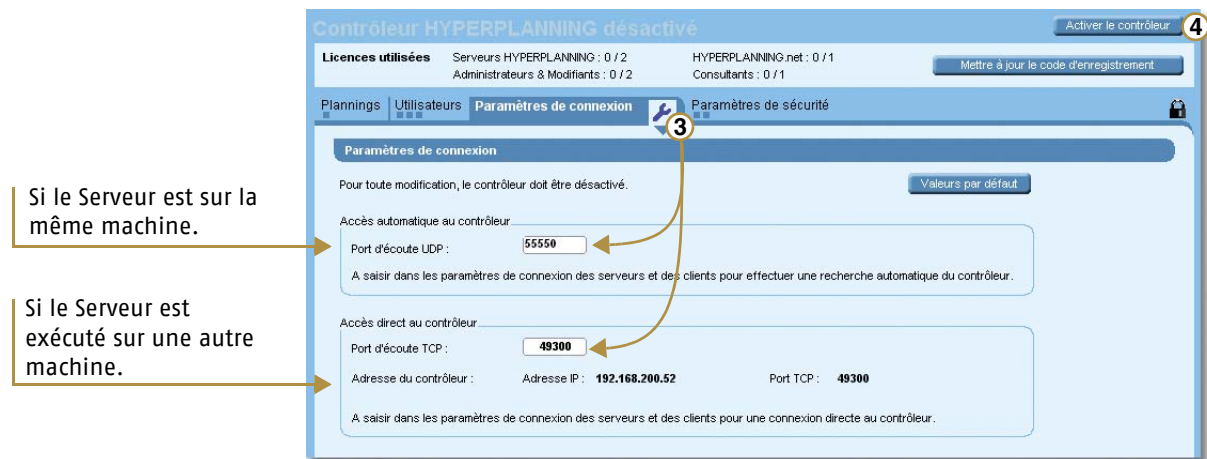 Contrôleur HYPERPLANNING désactivé
Activer le contrôleur
4
Licences utilisées Serveurs HYPERPLANNING : 0 / 2 HYPERPLANNING.net : 0 / 1
Administrateurs & Modifiants : 0 / 2 Consultants : 0 / 1
Mettre à jour le code d'enregistrement
Plannings Utilisateurs Paramètres de connexion Paramètres de sécurité
3
Paramètres de connexion
Pour toute modification, le contrôleur doit être désactivé.
Valeurs par défaut
Si le Serveur est sur la
même machine.
Accès automatique au contrôleur
Port d'écoute UDP : 55550
A saisir dans les paramètres de connexion des serveurs et des clients pour effectuer une recherche automatique du contrôleur.
Si le Serveur est
exécuté sur une autre
machine.
Accès direct au contrôleur
Port d'écoute TCP : 49300
Adresse du contrôleur : Adresse IP : 192.168.200.52 Port TCP : 49300
A saisir dans les paramètres de connexion des serveurs et des clients pour une connexion directe au contrôleur.